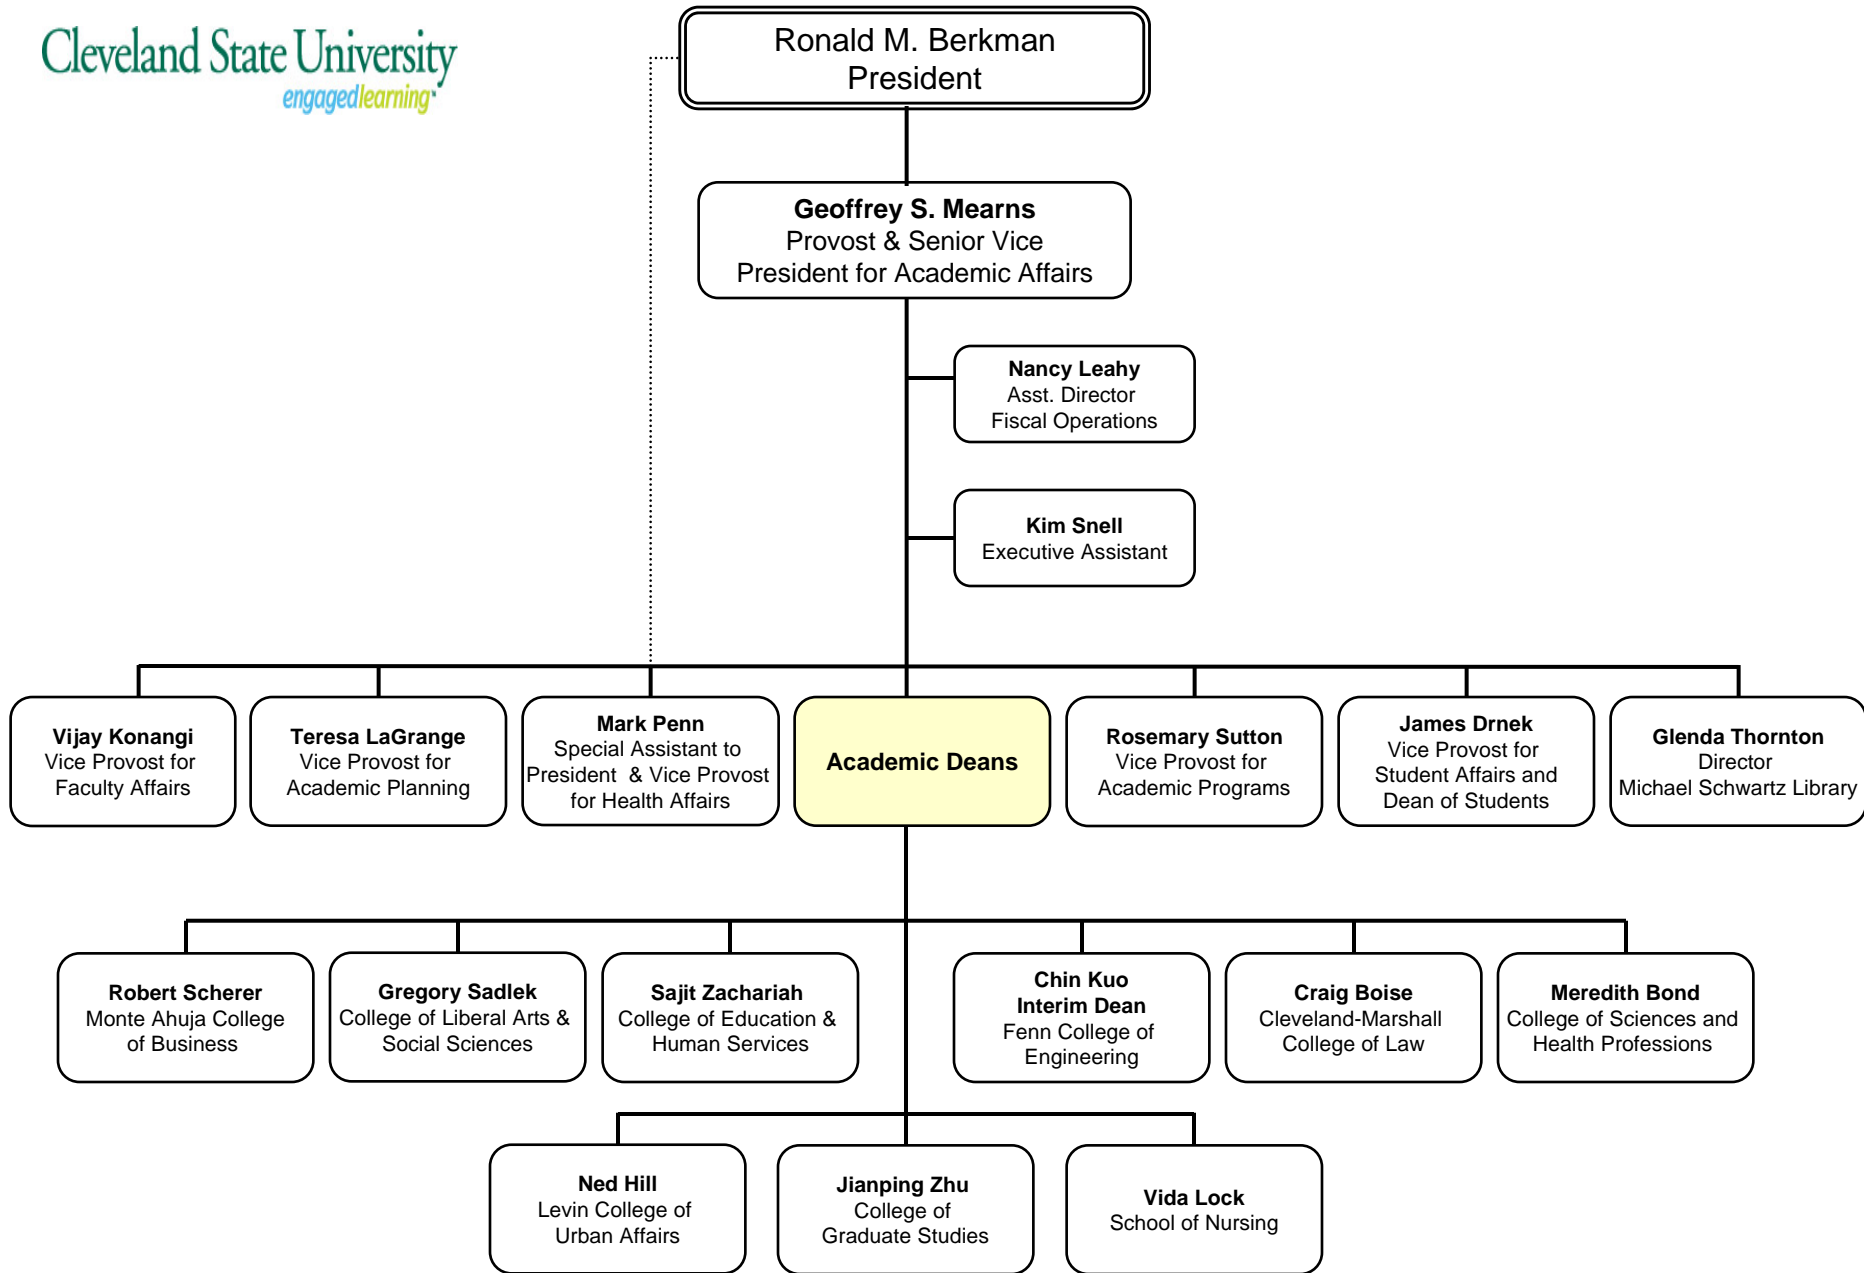 Cleveland State University
engagedlearning
Ronald M. Berkman
President
Geoffrey S. Mearns
Provost & Senior Vice
President for Academic Affairs
Nancy Leahy
Asst. Director
Fiscal Operations
Kim Snell
Executive Assistant
Vijay Konangi
Vice Provost for
Faculty Affairs
Teresa LaGrange
Vice Provost for
Academic Planning
Mark Penn
Special Assistant to
President & Vice Provost
for Health Affairs
Academic Deans
Rosemary Sutton
Vice Provost for
Academic Programs
James Drnek
Vice Provost for
Student Affairs and
Dean of Students
Glenda Thornton
Director
Michael Schwartz Library
Robert Scherer
Monte Ahuja College
of Business
Gregory Sadlek
College of Liberal Arts &
Social Sciences
Sajit Zachariah
College of Education &
Human Services
Chin Kuo
Interim Dean
Fenn College of
Engineering
Craig Boise
Cleveland-Marshall
College of Law
Meredith Bond
College of Sciences and
Health Professions
Ned Hill
Levin College of
Urban Affairs
Jianping Zhu
College of
Graduate Studies
Vida Lock
School of Nursing